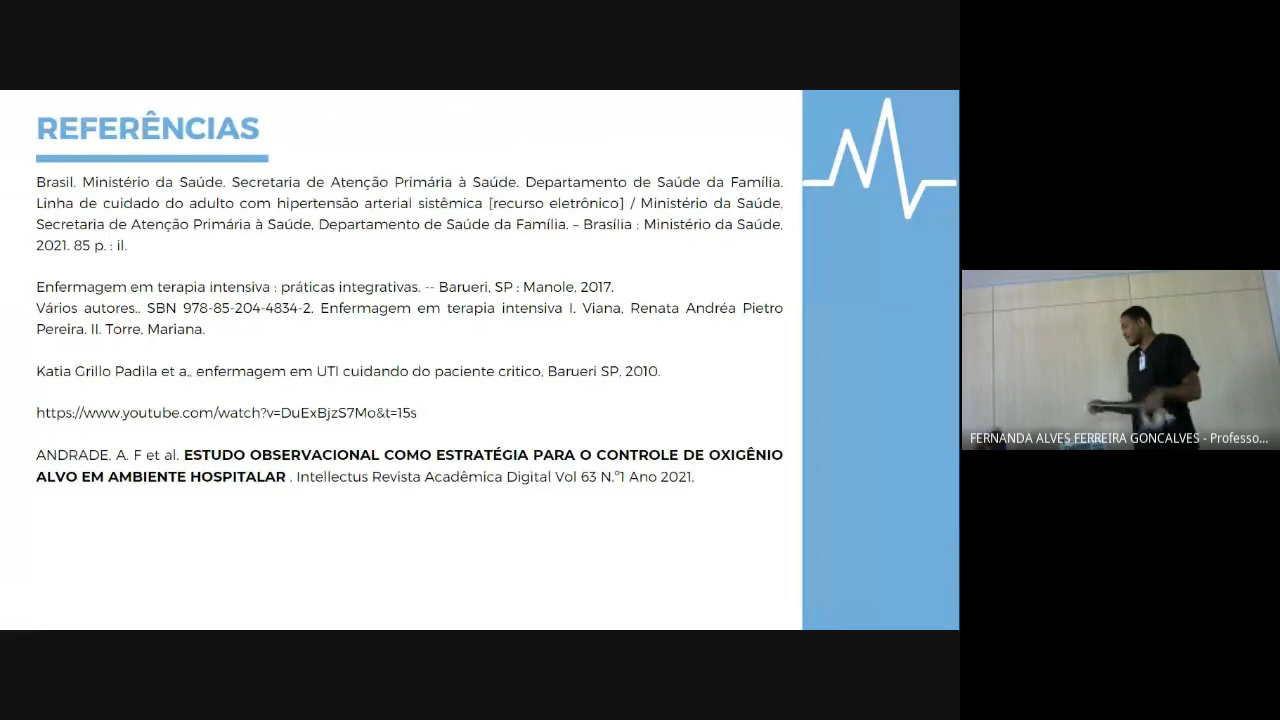 REFERÊNCIAS
Brasil. Ministério da Saúde. Secretaria de Atenção Primária à Saúde. Departamento de Saúde da Família.
Linha de cuidado do adulto com hipertensão arterial sistêmica [recurso eletrônico] / Ministério da Saúde,
Secretaria de Atenção Primária à Saúde, Departamento de Saúde da Família. – Brasília : Ministério da Saúde,
2021. 85 p. : il.
Enfermagem em terapia intensiva : práticas integrativas. -- Barueri, SP : Manole, 2017.
Vários autores.. SBN 978-85-204-4834-2. Enfermagem em terapia intensiva I. Viana, Renata Andréa Pietro
Pereira. II. Torre, Mariana.
Katia Grillo Padila et a,, enfermagem em UTI cuidando do paciente critico, Barueri SP, 2010.
https://www.youtube.com/watch?v=DuExBjzS7Mo&t=15s
ANDRADE, A. F et al. ESTUDO OBSERVACIONAL COMO ESTRATÉGIA PARA O CONTROLE DE OXIGÊNIO
ALVO EM AMBIENTE HOSPITALAR . Intellectus Revista Acadêmica Digital Vol 63 N.º1 Ano 2021.
FERNANDA ALVES FERREIRA GONCALVES - Professo...